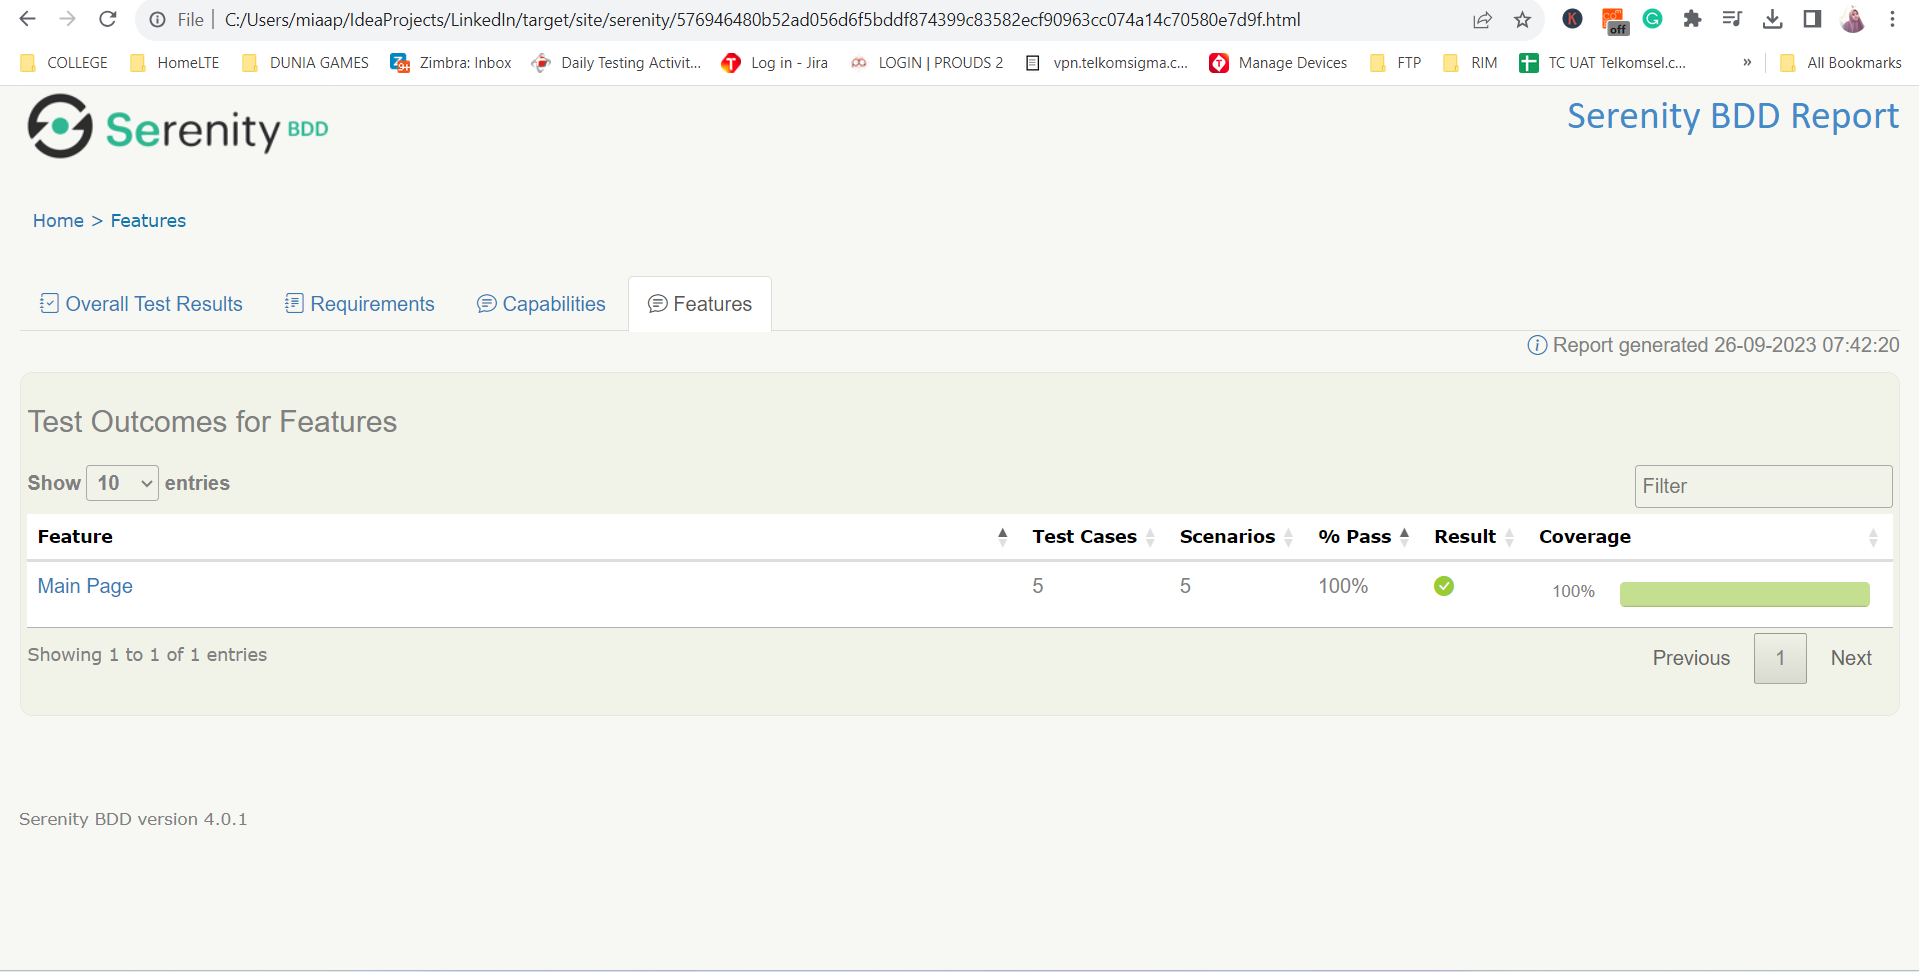 File C:/Users/miaap/IdeaProjects/LinkedIn/target/site/serenity/576946480b52ad056d6f5bddf874399c83582ecf90963cc074a14c70580e7d9f.html
off
COLLEGE HomeLTE DUNIA GAMES Zimbra: Inbox Daily Testing Activit... Log in - Jira LOGIN | PROUDS 2 vpn.telkomsigma.c... Manage Devices FTP RIM TC UAT Telkomsel.c... » All Bookmarks
Serenity BDD
Serenity BDD Report
Home > Features
Overall Test Results Requirements Capabilities Features
Report generated 26-09-2023 07:42:20
Test Outcomes for Features
Show 10 entries Filter
Feature Test Cases Scenarios % Pass Result Coverage
Main Page 5 5 100% 100%
Showing 1 to 1 of 1 entries Previous 1 Next
Serenity BDD version 4.0.1